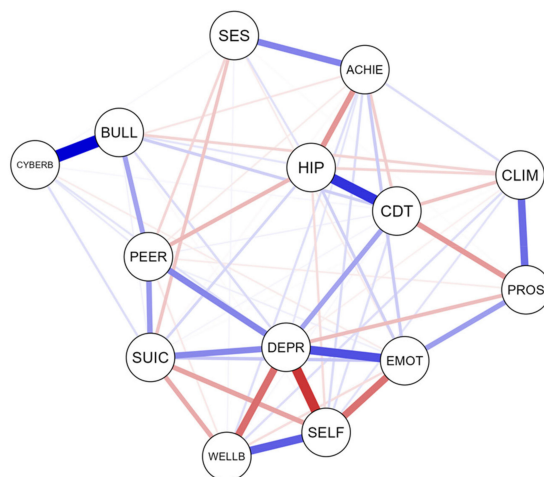 SES
ACHIE
BULL
CYBERB
HIP
CLIM
CDT
PEER
PROS
DEPR
SUIC
EMOT
SELF
WELLB